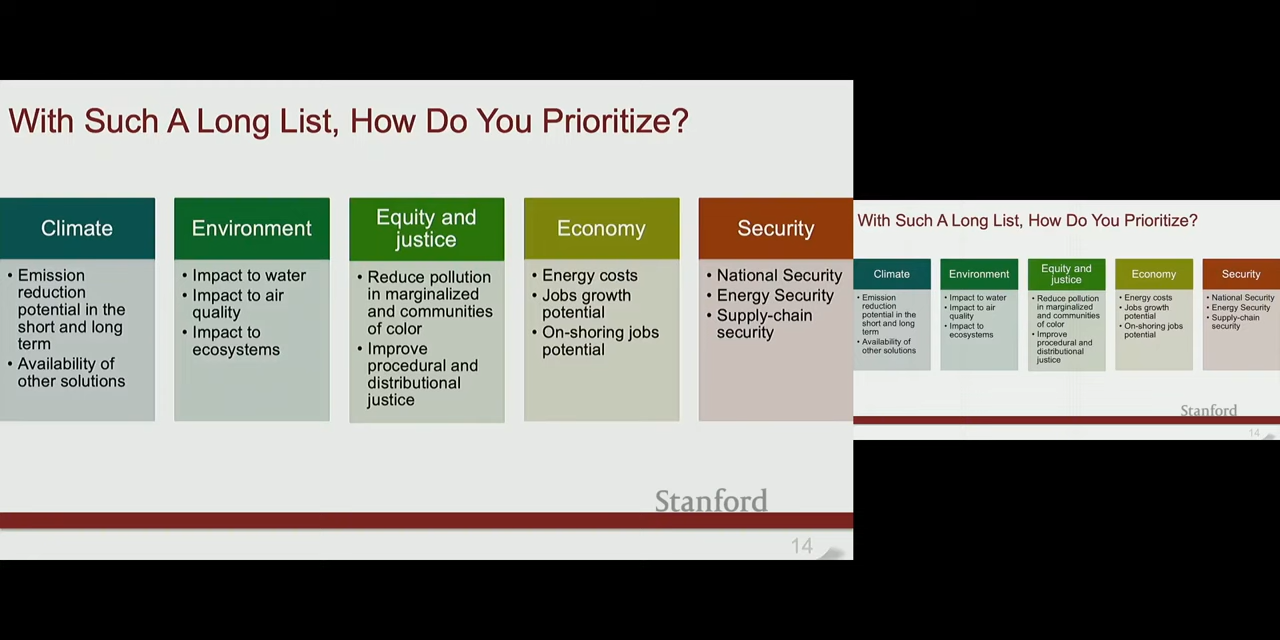 With Such A Long List, How Do You Prioritize?
Climate
• Emission
reduction
potential in the
short and long
term
• Availability of
other solutions
Environment
• Impact to water
• Impact to air
quality
• Impact to
ecosystems
Equity and
justice
• Reduce pollution
in marginalized
and communities
of color
• Improve
procedural and
distributional
justice
Economy
• Energy costs
• Jobs growth
potential
• On-shoring jobs
potential
Security
• National Security
• Energy Security
• Supply-chain
security
Stanford
14
With Such A Long List, How Do You Prioritize?
Climate
• Emission
reduction
potential in the
short and long
term
• Availability of
other solutions
Environment
• Impact to water
• Impact to air
quality
• Impact to
ecosystems
Equity and
justice
• Reduce pollution
in marginalized
and communities
of color
• Improve
procedural and
distributional
justice
Economy
• Energy costs
• Jobs growth
potential
• On-shoring jobs
potential
Security
• National Security
• Energy Security
• Supply-chain
security
Stanford
14